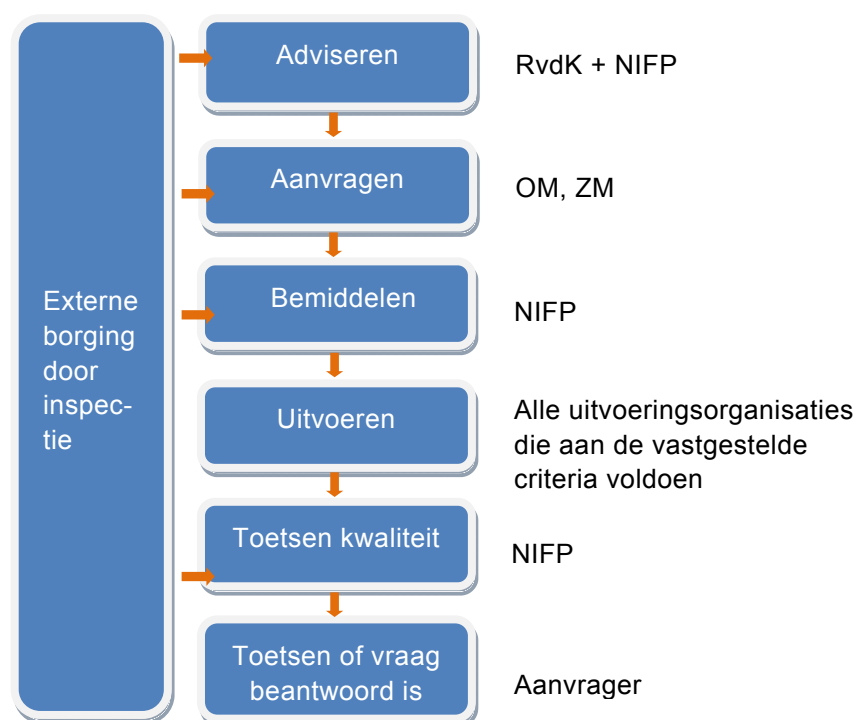 Externe
borging
door
inspec-
tie
Adviseren
RvdK + NIFP
Aanvragen
OM, ZM
Bemiddelen
NIFP
Uitvoeren
Alle uitvoeringsorganisaties
die aan de vastgestelde
criteria voldoen
Toetsen kwaliteit
NIFP
Toetsen of vraag
beantwoord is
Aanvrager